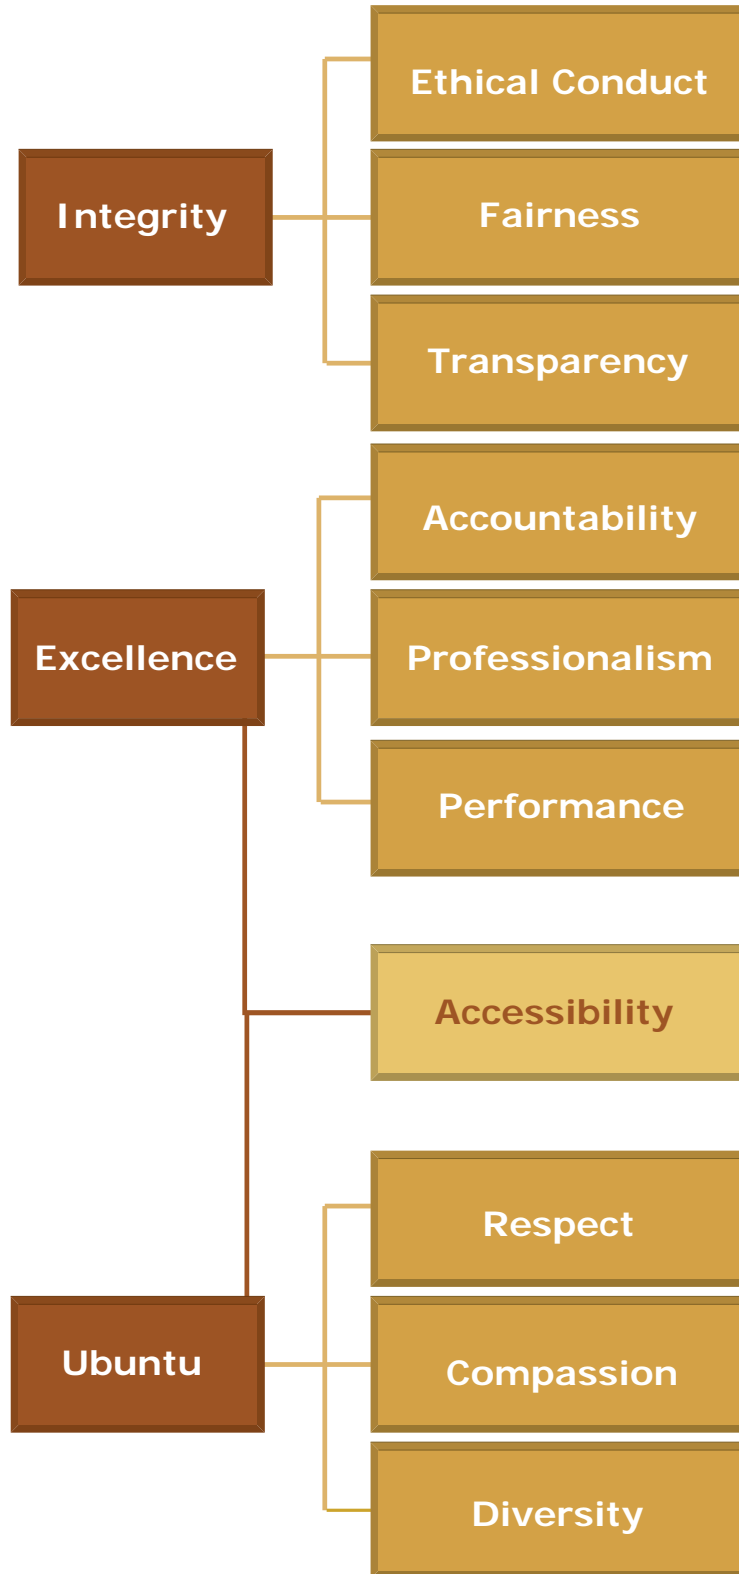 Ethical Conduct
Integrity
Fairness
Transparency
Accountability
Excellence
Professionalism
Performance
Accessibility
Respect
Ubuntu
Compassion
Diversity